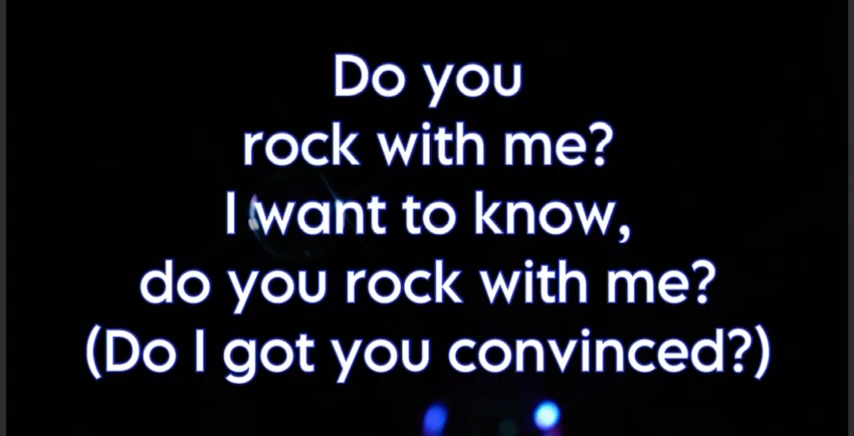 Do you
rock with me?
I want to know,
do you rock with me?
(Do I got you convinced?)